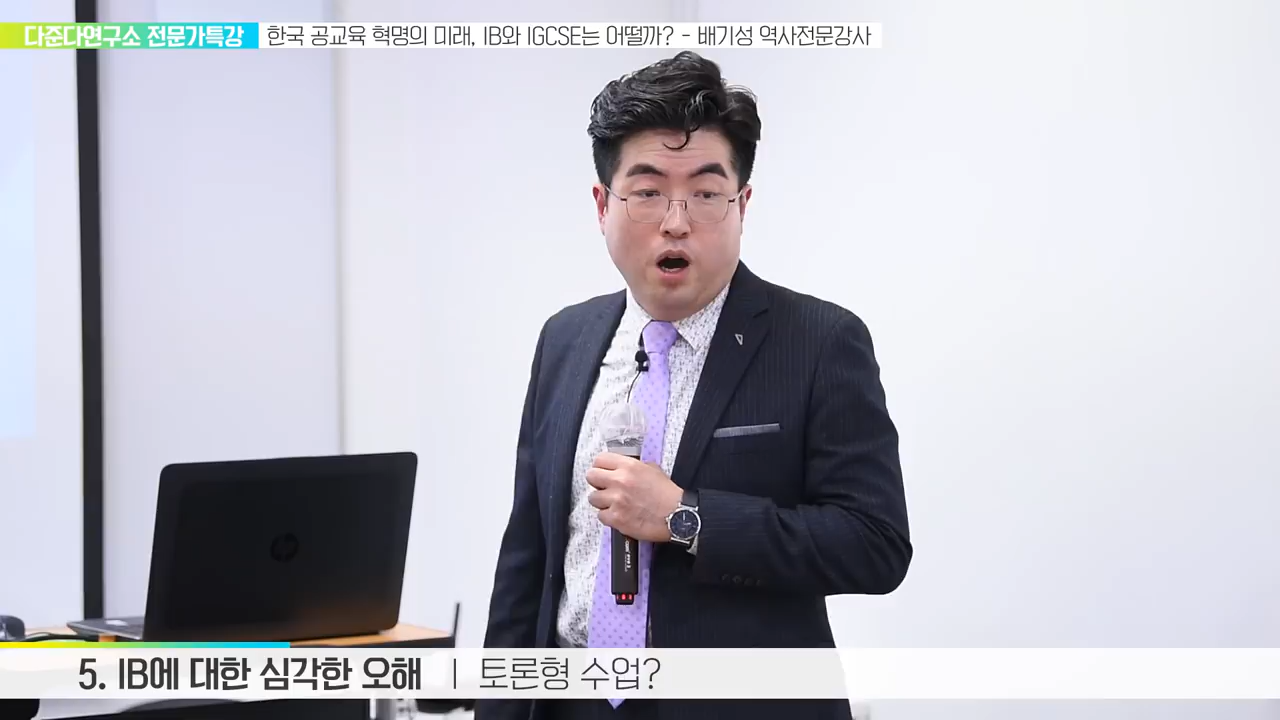 다준다연구소 전문가특강 한국 공교육 혁명의 미래, IB와 IGCSE는 어떨까? - 배기성 역사전문강사
hp
5. IB에 대한 심각한 오해 | 토론형 수업?